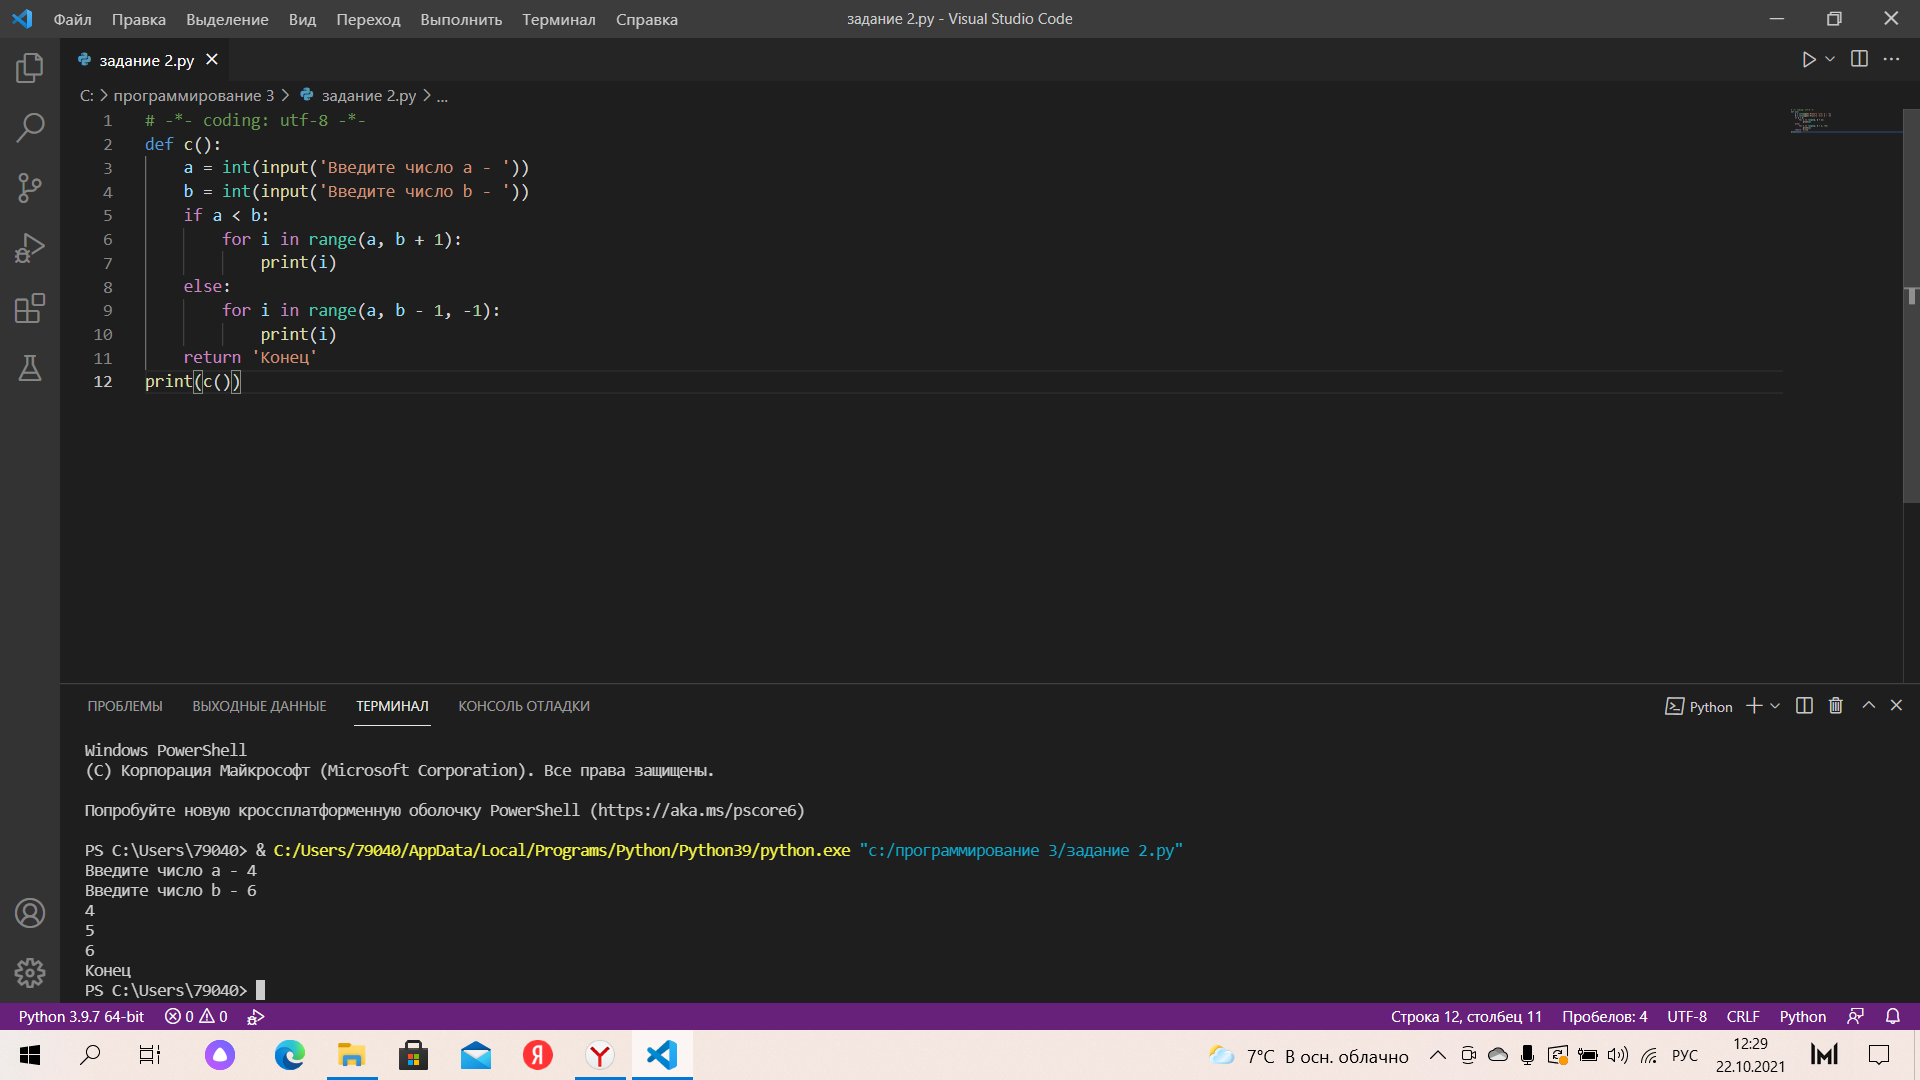 Файл Правка Выделение Вид Переход Выполнить Терминал Справка
задание 2.py - Visual Studio Code
задание 2.py
C: > программирование 3 > задание 2.py > ...
1 # -*- coding: utf-8 -*-
2 def c():
3 a = int(input('Введите число a - '))
4 b = int(input('Введите число b - '))
5 if a < b:
6 for i in range(a, b + 1):
7 print(i)
8 else:
9 for i in range(a, b - 1, -1):
10 print(i)
11 return 'Конец'
12 print(c())
ПРОБЛЕМЫ ВЫХОДНЫЕ ДАННЫЕ ТЕРМИНАЛ КОНСОЛЬ ОТЛАДКИ
Python
Windows PowerShell
(C) Корпорация Майкрософт (Microsoft Corporation). Все права защищены.
Попробуйте новую кроссплатформенную оболочку PowerShell (https://aka.ms/pscore6)
PS C:\Users\79040> & C:/Users/79040/AppData/Local/Programs/Python/Python39/python.exe "c:/программирование 3/задание 2.py"
Введите число a - 4
Введите число b - 6
4
5
6
Конец
PS C:\Users\79040>
Python 3.9.7 64-bit 0 0 Строка 12, столбец 11 Пробелов: 4 UTF-8 CRLF Python
7°C В осн. облачно РУС 12:29
22.10.2021